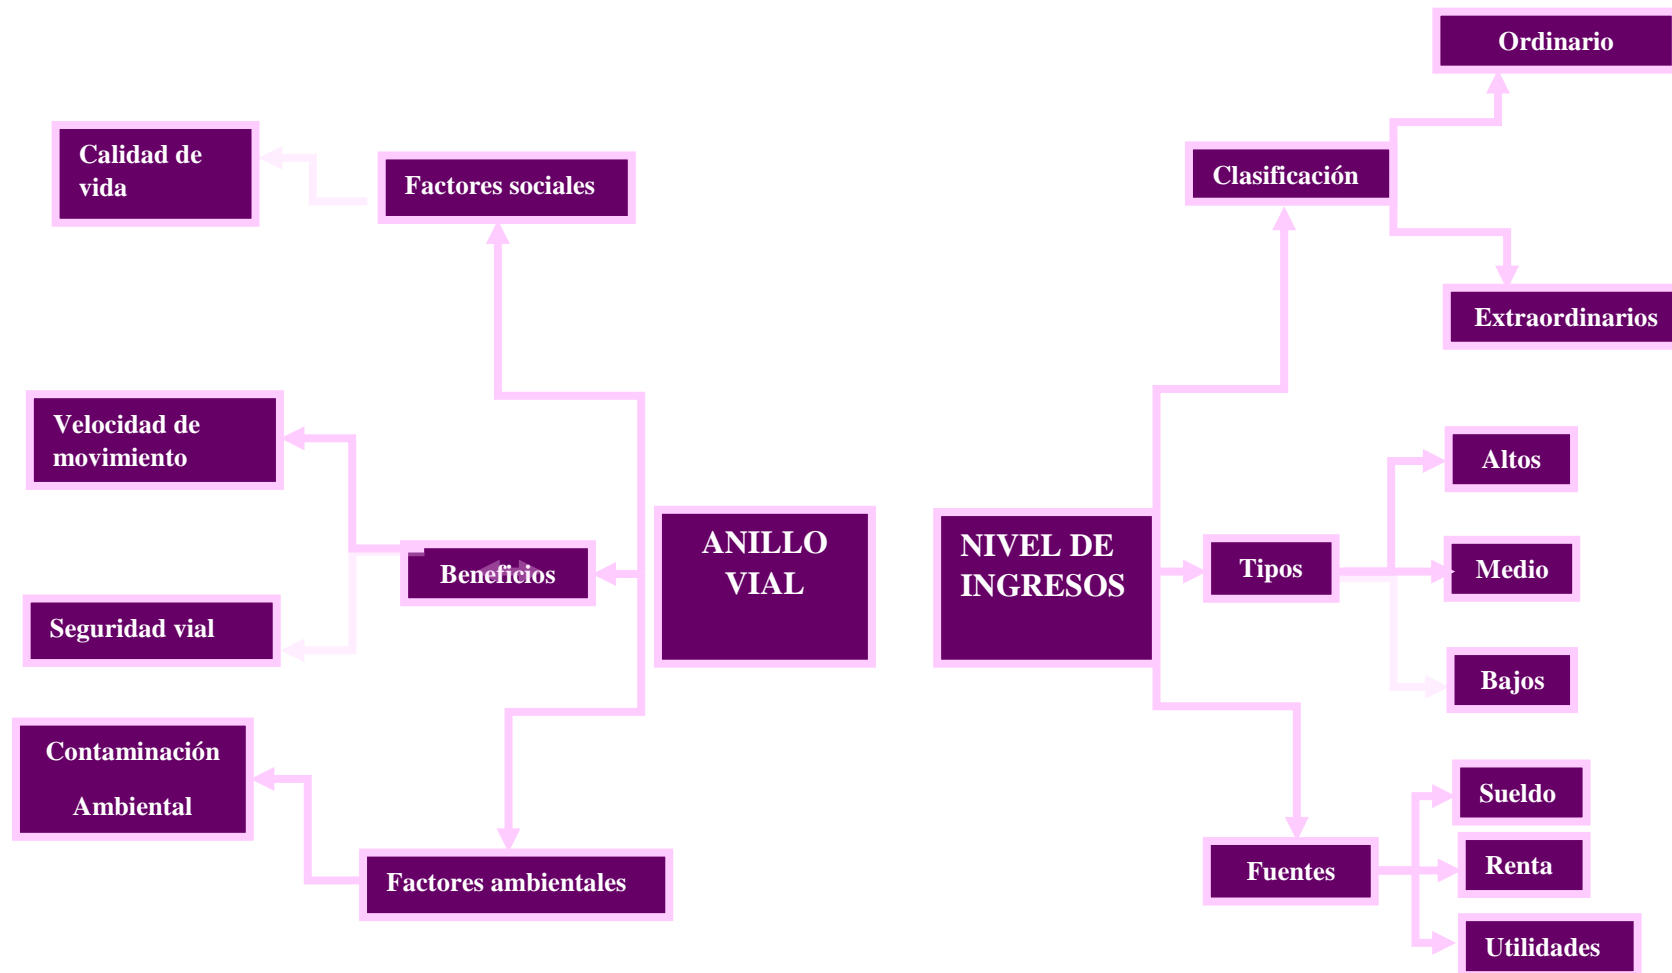 Ordinario
Calidad de
vida
Factores sociales
Clasificación
Extraordinarios
Velocidad de
movimiento
Altos
ANILLO
VIAL
NIVEL DE
INGRESOS
Beneficios
Tipos
Medio
Seguridad vial
Bajos
Contaminación
Ambiental
Sueldo
Factores ambientales
Fuentes
Renta
Utilidades